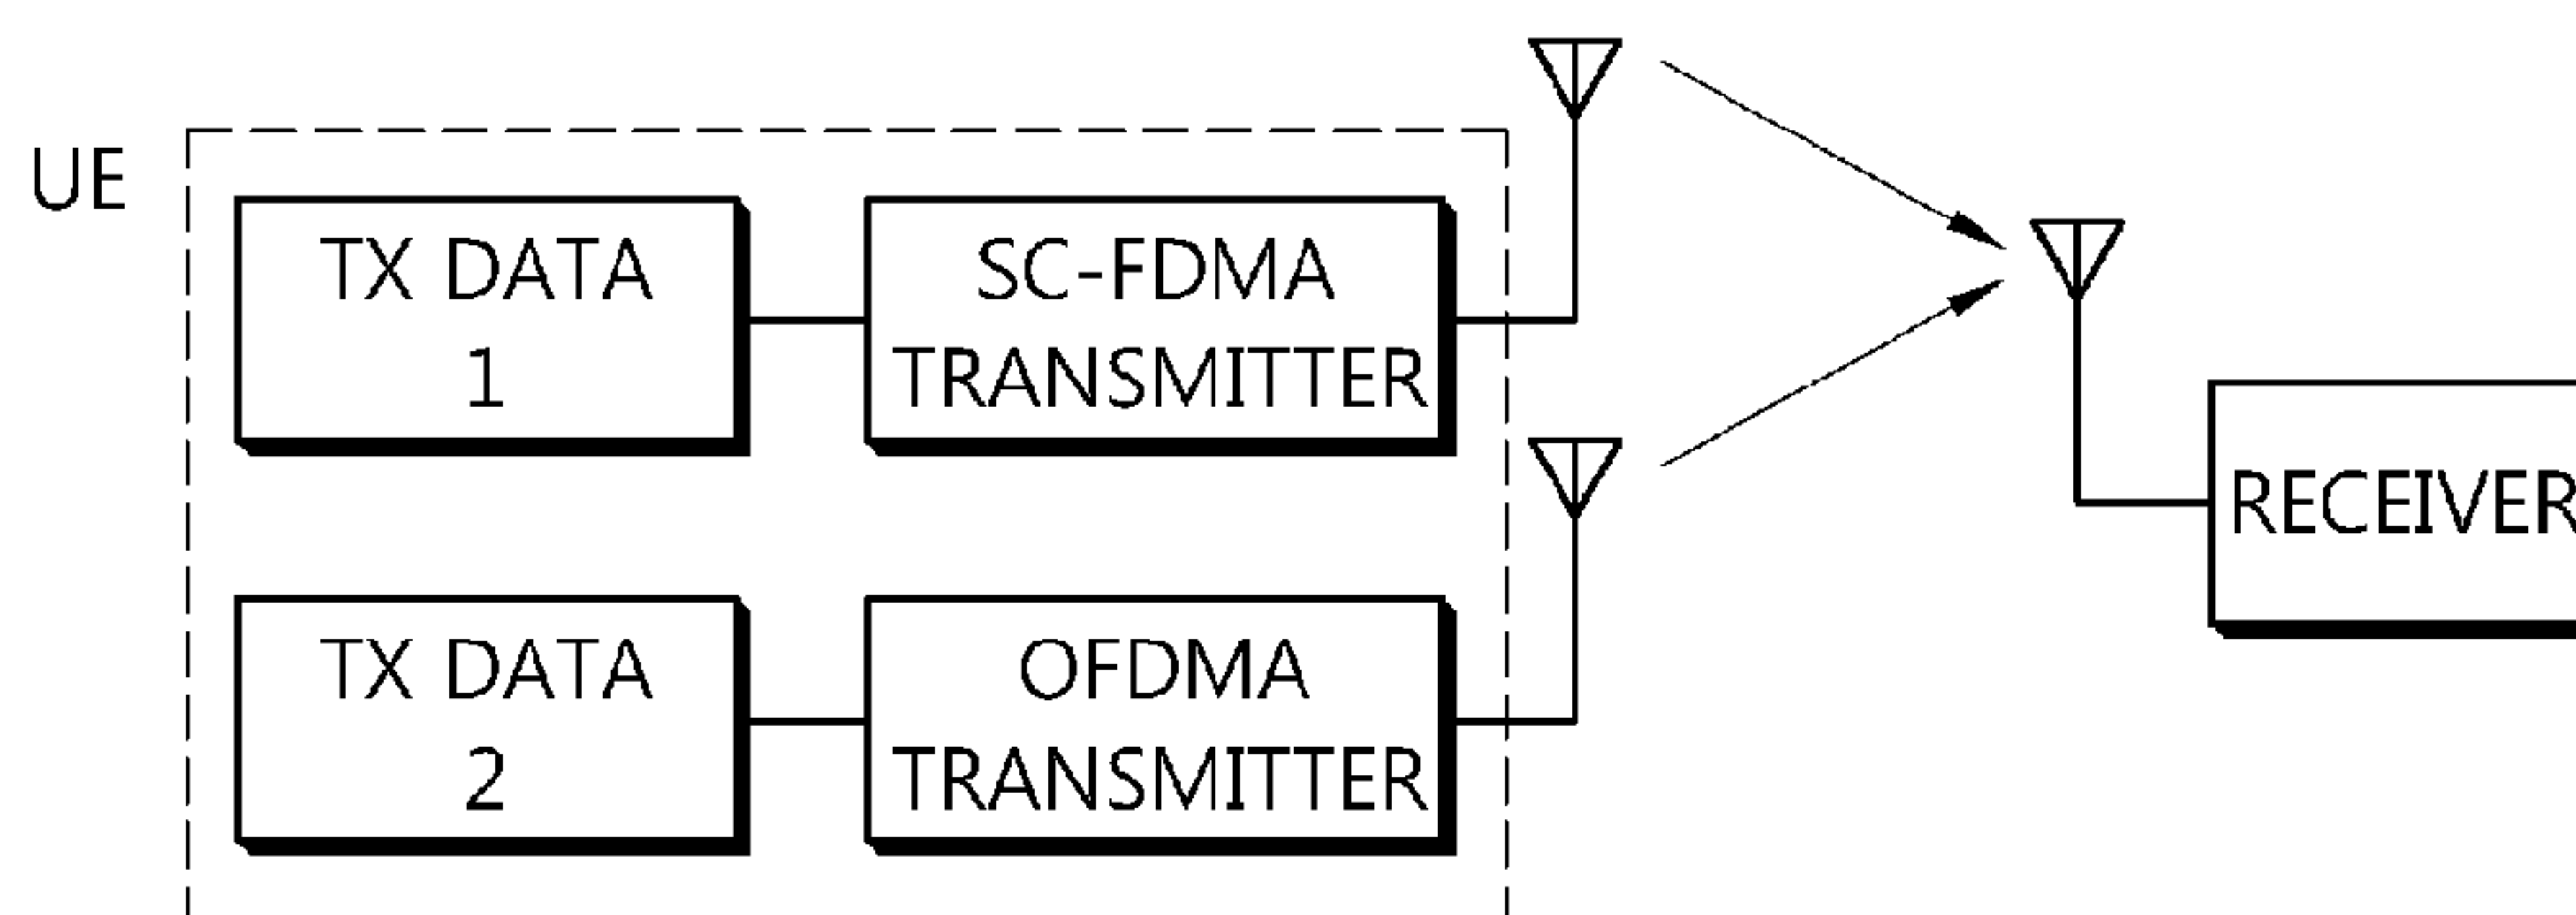 UE
TX DATA
1
SC-FDMA
TRANSMITTER
TX DATA
2
OFDMA
TRANSMITTER
RECEIVER